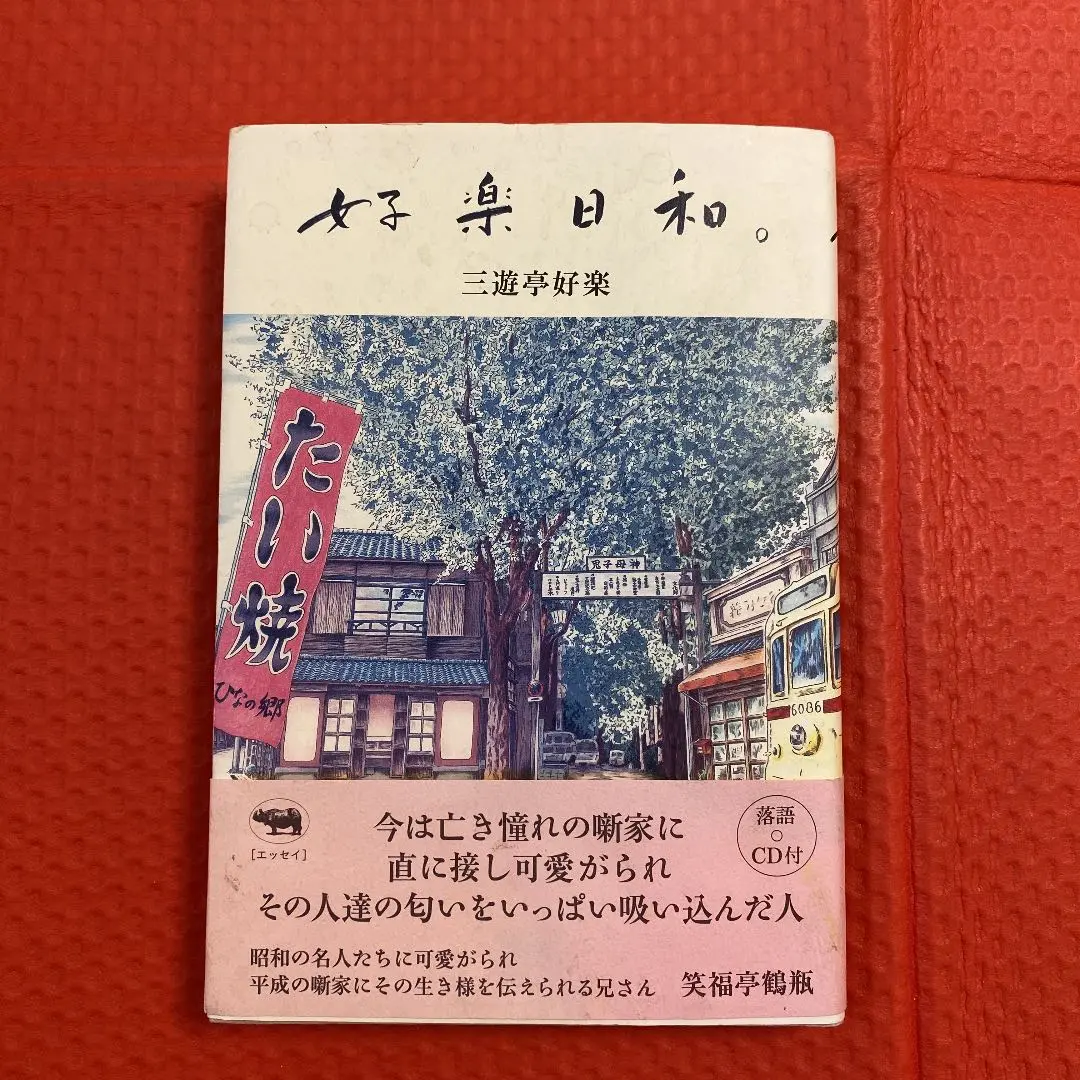 好楽日和。
三遊亭好楽
たい焼
ひなの郷
鬼子母神
6086
[エッセイ]
今は亡き憧れの噺家に
直に接し可愛がられ
その人達の匂いをいっぱい吸い込んだ人
落語
CD付
昭和の名人たちに可愛がられ
平成の噺家にその生き様を伝えられる兄さん
笑福亭鶴瓶